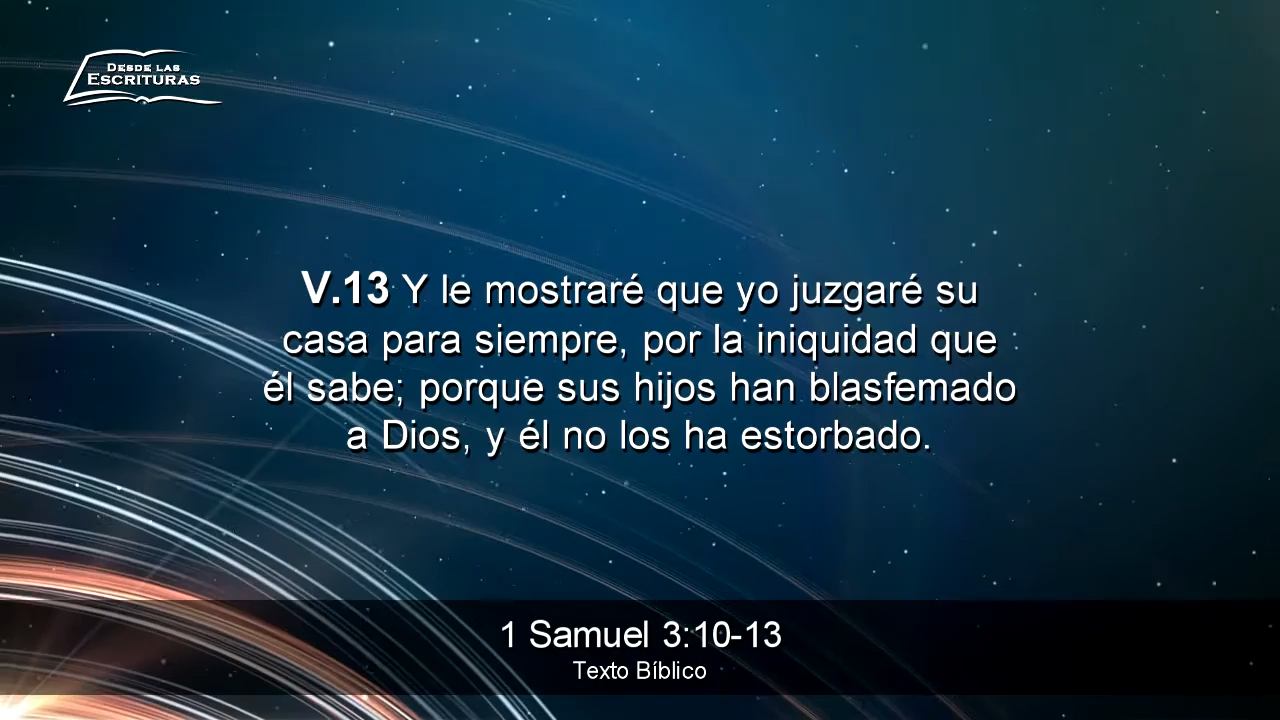 DESDE LAS
ESCRITURAS
V.13 Y le mostraré que yo juzgaré su
casa para siempre, por la iniquidad que
él sabe; porque sus hijos han blasfemado
a Dios, y él no los ha estorbado.
1 Samuel 3:10-13
Texto Bíblico